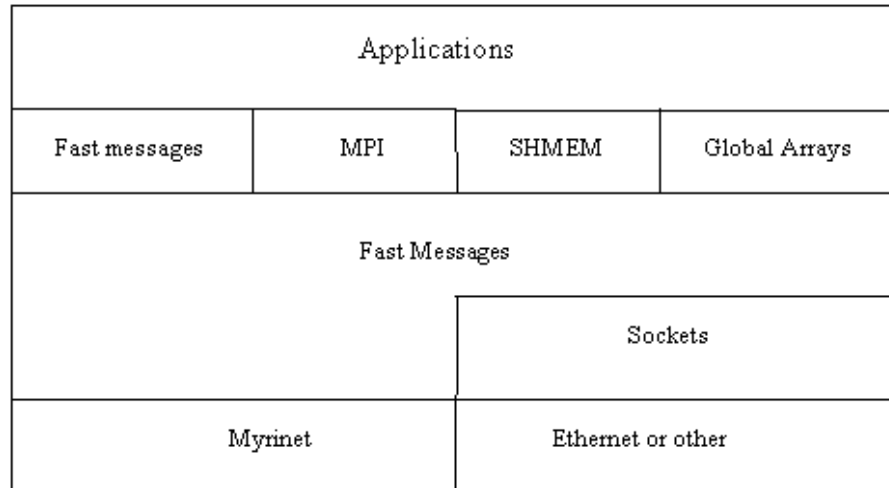 Applications
Fast messages
MPI
SHMEM
Global Arrays
Fast Messages
Sockets
Myrinet
Ethernet or other